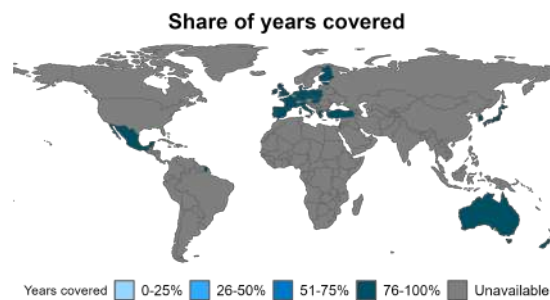 Share of years covered
Years covered 0-25% 26-50% 51-75% 76-100% Unavailable